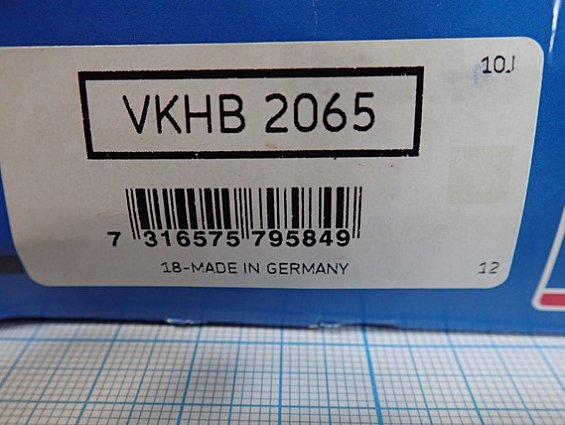 10J
VKHB 2065
7 316575 795849
18-MADE IN GERMANY
12